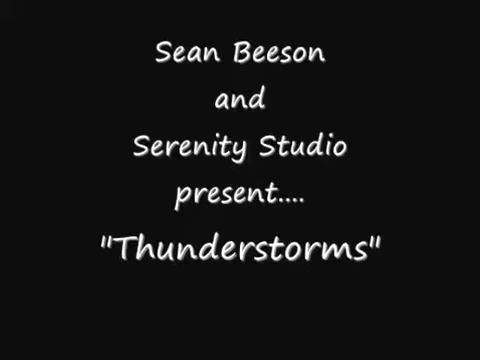 Sean Beeson
and
Serenity Studio
present....
"Thunderstorms"